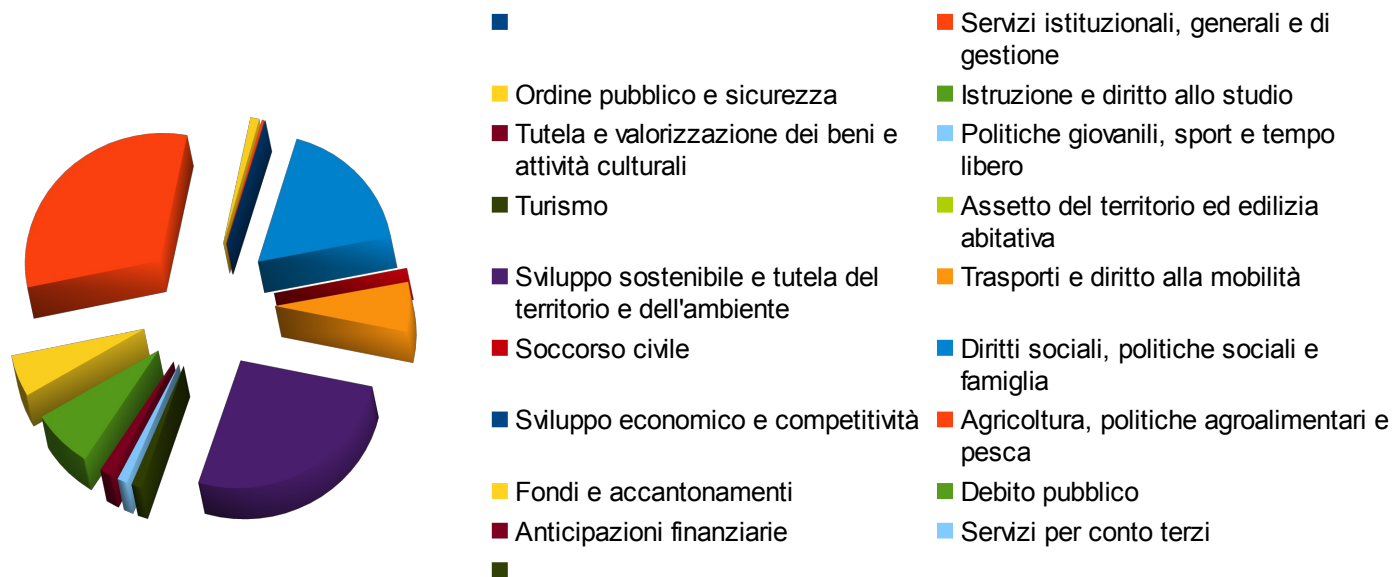 Servizi istituzionali, generali e di
gestione
Ordine pubblico e sicurezza
Istruzione e diritto allo studio
Tutela e valorizzazione dei beni e
attività culturali
Politiche giovanili, sport e tempo
libero
Turismo
Assetto del territorio ed edilizia
abitativa
Sviluppo sostenibile e tutela del
territorio e dell'ambiente
Trasporti e diritto alla mobilità
Soccorso civile
Diritti sociali, politiche sociali e
famiglia
Sviluppo economico e competitività
Agricoltura, politiche agroalimentari e
pesca
Fondi e accantonamenti
Debito pubblico
Anticipazioni finanziarie
Servizi per conto terzi